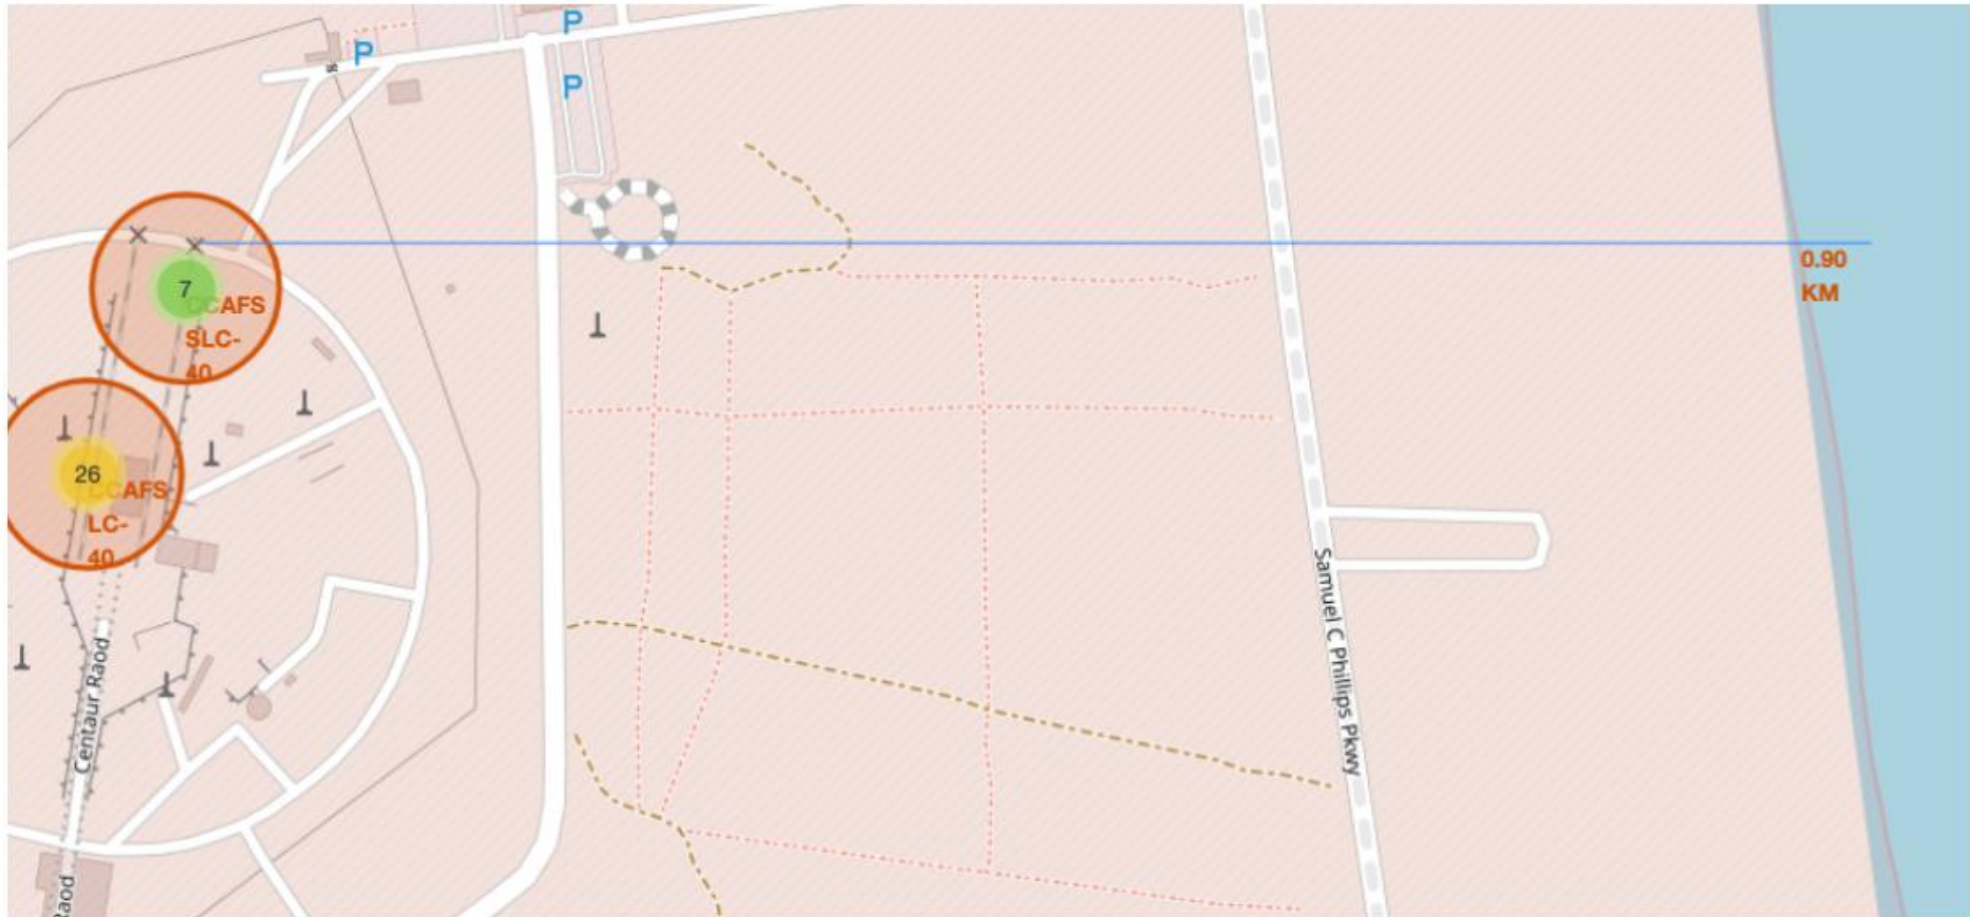 P
P
P
0.90
KM
7
CCAFS
SLC-
40
26
CCAFS
LC-
40
Samuel C Phillips Pkwy
Centaur Raod
Raod